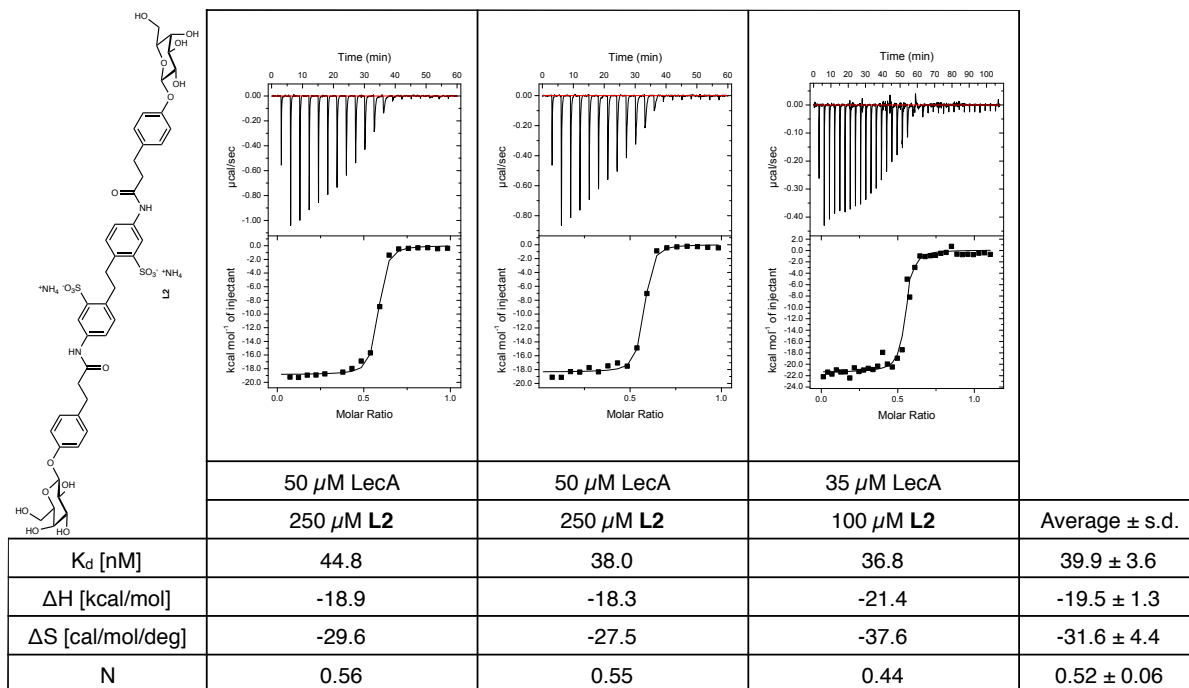 HO
OH
O
OH
OH
O
O
NH
SO₃⁻ ⁺NH₄
⁺NH₄ ⁻O₃S
L2
HN
O
O
O
OH
HO
HO
OH
Time (min)
0 10 20 30 40 50 60
0.00
-0.20
-0.40
-0.60
-0.80
-1.00
µcal/sec
0.0
-2.0
-4.0
-6.0
-8.0
-10.0
-12.0
-14.0
-16.0
-18.0
-20.0
kcal mol⁻¹ of injectant
0.0 0.5 1.0
Molar Ratio
Time (min)
0 10 20 30 40 50 60
0.00
-0.20
-0.40
-0.60
-0.80
µcal/sec
0.0
-2.0
-4.0
-6.0
-8.0
-10.0
-12.0
-14.0
-16.0
-18.0
-20.0
kcal mol⁻¹ of injectant
0.0 0.5 1.0
Molar Ratio
Time (min)
0 10 20 30 40 50 60 70 80 90 100
0.00
-0.10
-0.20
-0.30
-0.40
µcal/sec
2.0
0.0
-2.0
-4.0
-6.0
-8.0
-10.0
-12.0
-14.0
-16.0
-18.0
-20.0
-22.0
-24.0
kcal mol⁻¹ of injectant
0.0 0.5 1.0
Molar Ratio
50 µM LecA 50 µM LecA 35 µM LecA
250 µM L2 250 µM L2 100 µM L2 Average ± s.d.
Kd [nM] 44.8 38.0 36.8 39.9 ± 3.6
ΔH [kcal/mol] -18.9 -18.3 -21.4 -19.5 ± 1.3
ΔS [cal/mol/deg] -29.6 -27.5 -37.6 -31.6 ± 4.4
N 0.56 0.55 0.44 0.52 ± 0.06